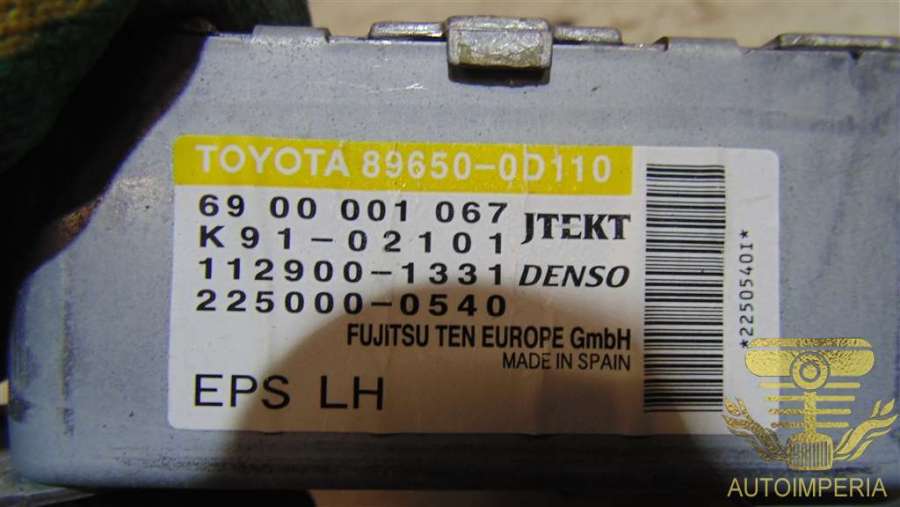 TOYOTA 89650-0D110
69 00 001 067
K91-02101 JTEKT
112900-1331 DENSO
225000-0540
FUJITSU TEN EUROPE GmbH
MADE IN SPAIN
EPS LH
*22505401*
AUTOIMPERIA